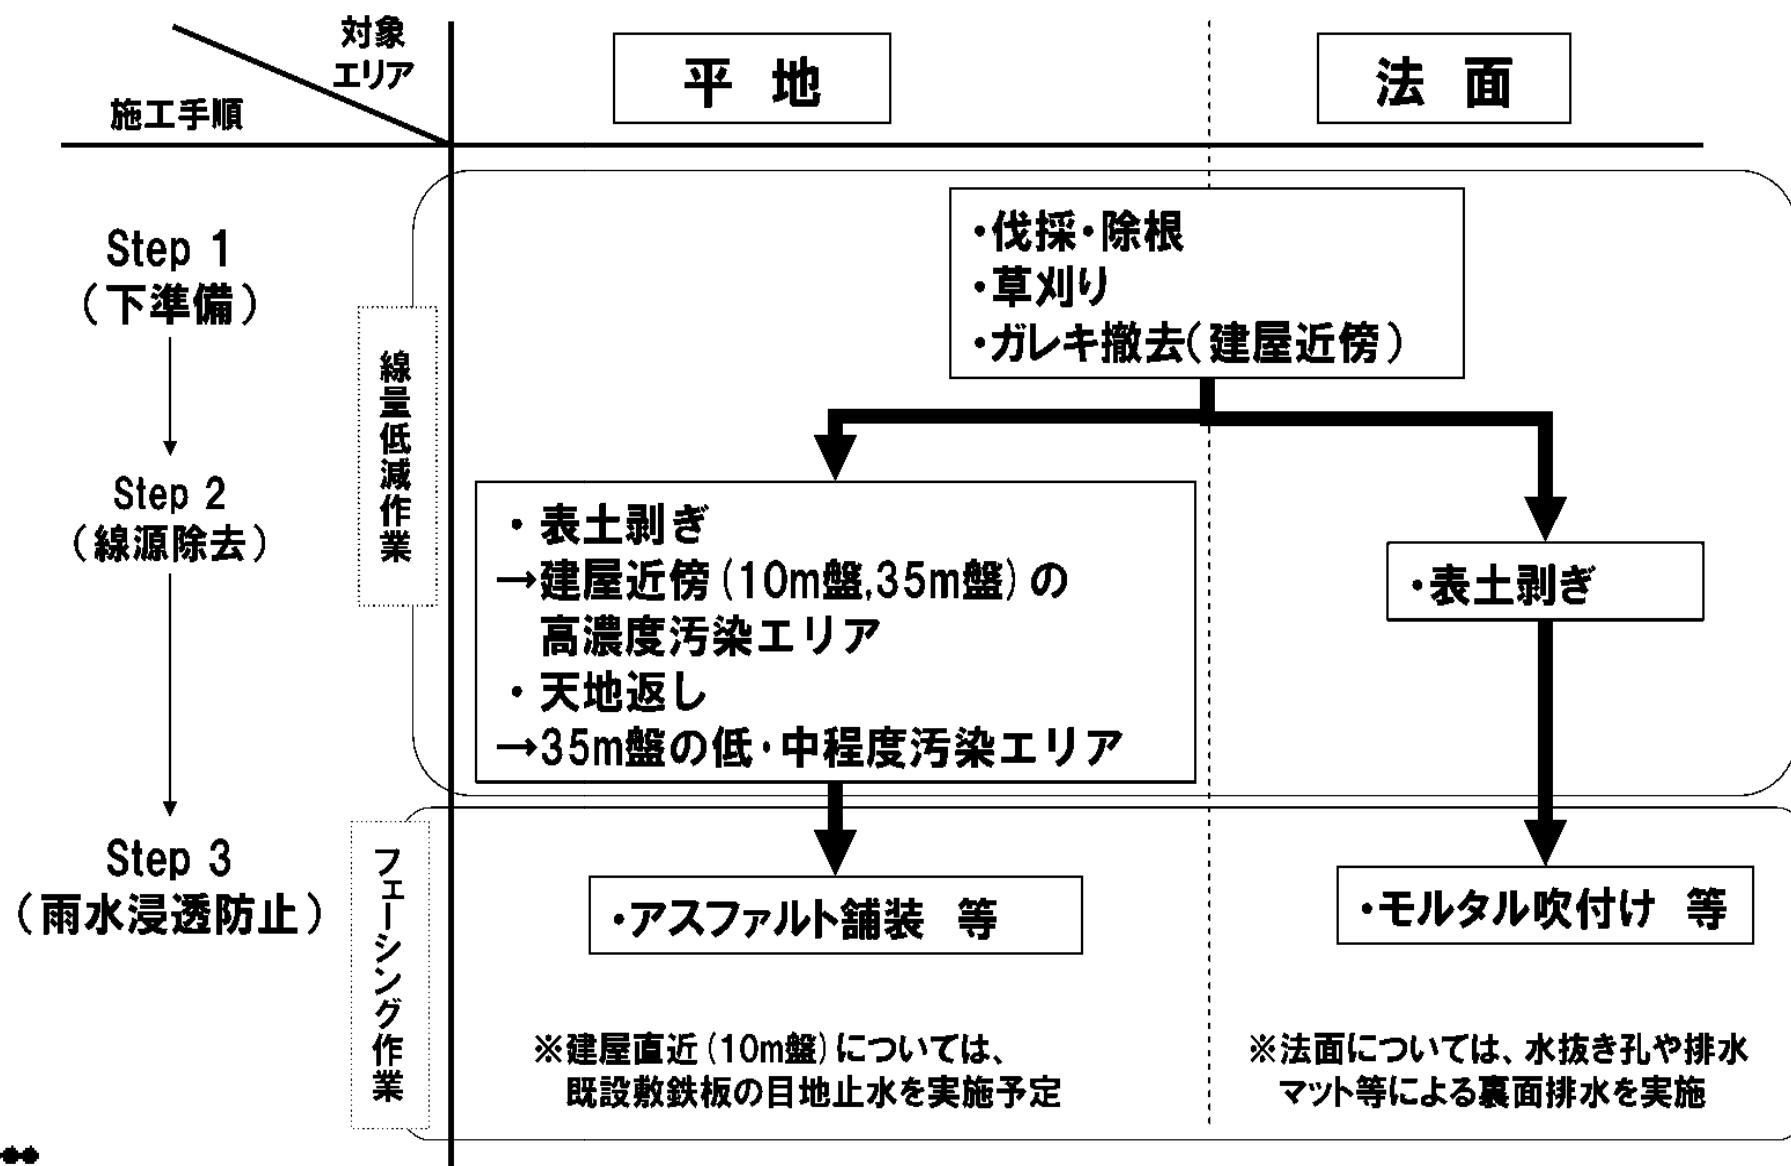 対象
エリア
施工手順
平 地
法 面
Step 1
(下準備)
・伐採・除根
・草刈り
・ガレキ撤去(建屋近傍)
線量低減作業
Step 2
(線源除去)
・表土剥ぎ
→建屋近傍(10m盤,35m盤)の
高濃度汚染エリア
・天地返し
→35m盤の低・中程度汚染エリア
・表土剥ぎ
Step 3
(雨水浸透防止)
フェーシング作業
・アスファルト舗装 等
・モルタル吹付け 等
※建屋直近(10m盤)については、
既設敷鉄板の目地止水を実施予定
※法面については、水抜き孔や排水
マット等による裏面排水を実施